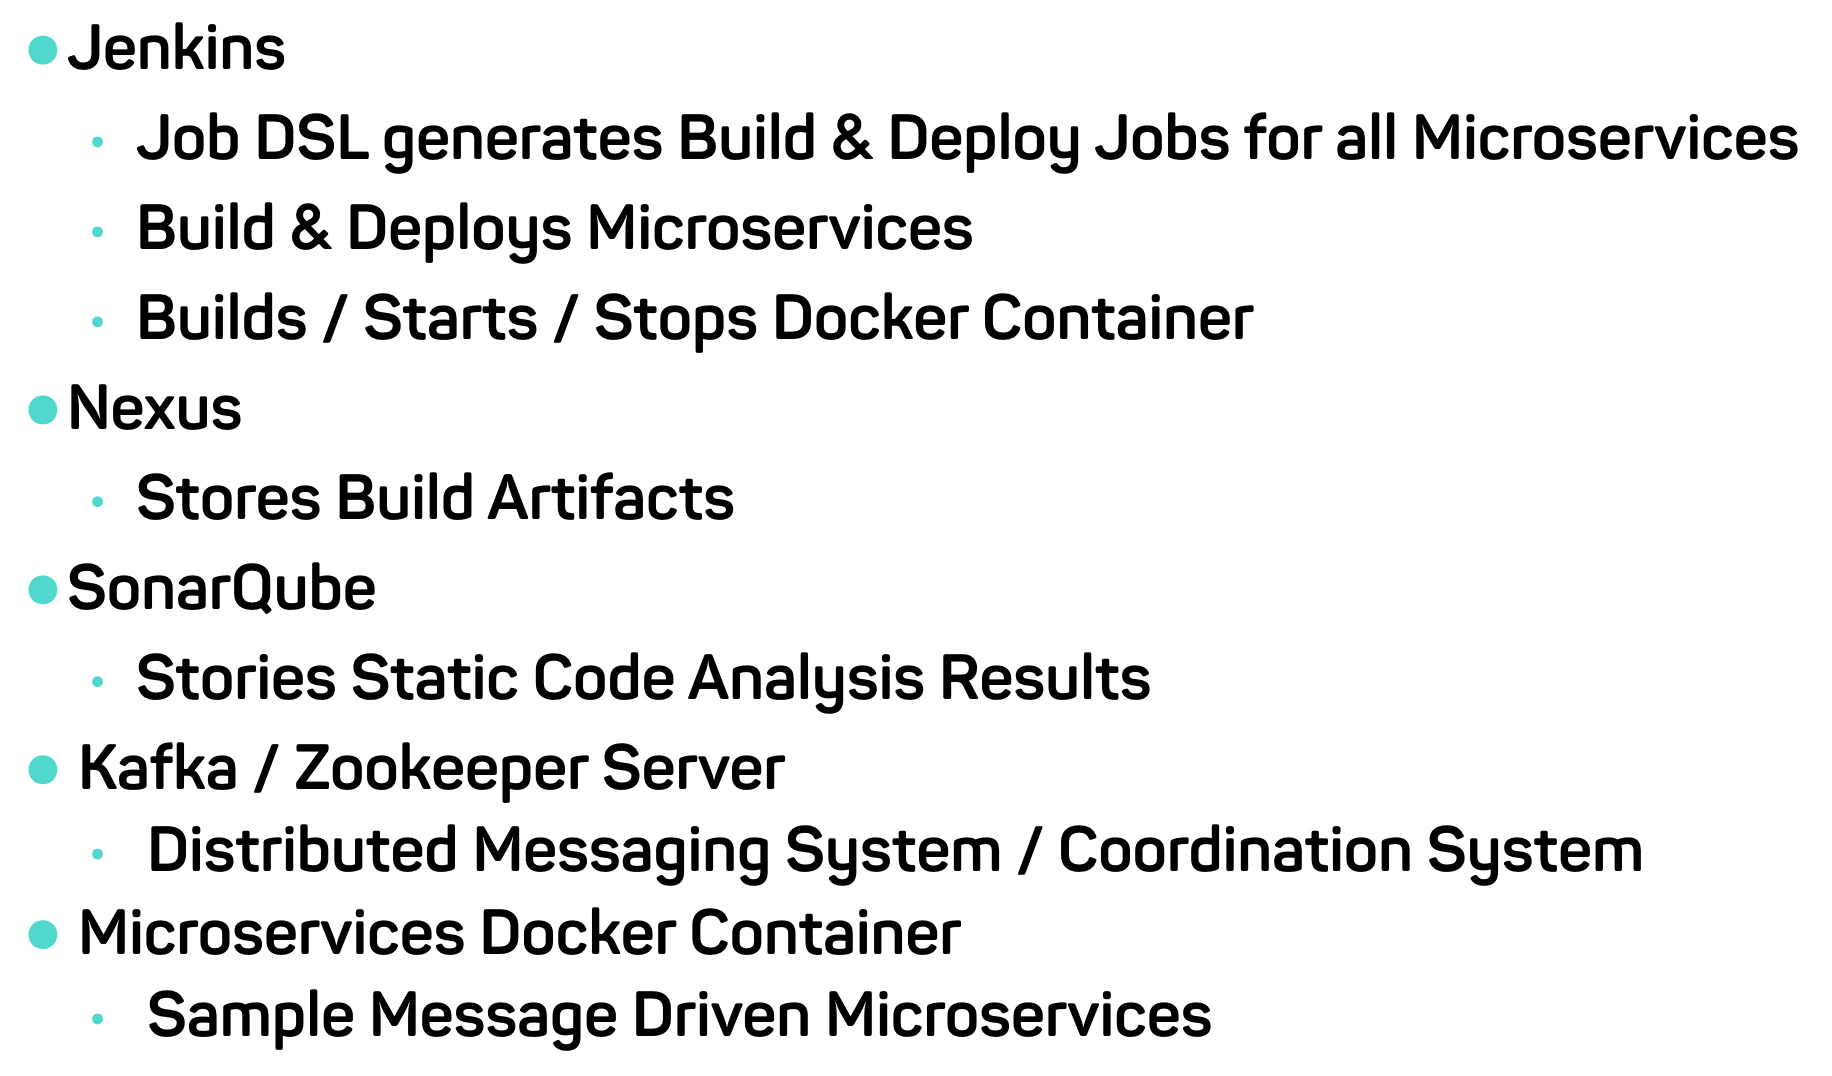 Jenkins
Job DSL generates Build & Deploy Jobs for all Microservices
Build & Deploys Microservices
Builds / Starts / Stops Docker Container
Nexus
Stores Build Artifacts
SonarQube
Stories Static Code Analysis Results
Kafka / Zookeeper Server
Distributed Messaging System / Coordination System
Microservices Docker Container
Sample Message Driven Microservices